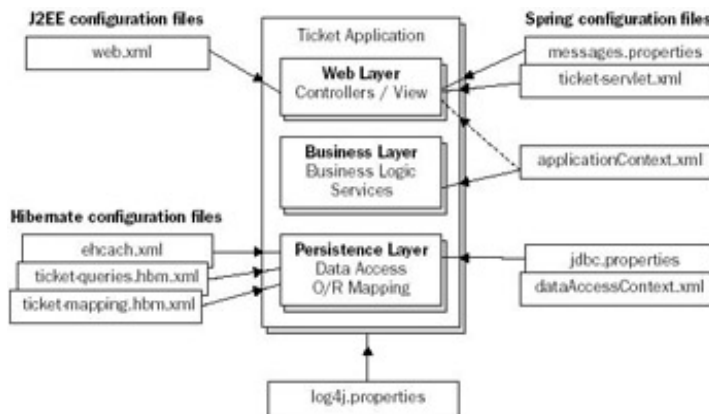 J2EE configuration files
web.xml
Ticket Application
Web Layer
Controllers / View
Business Layer
Business Logic
Services
Persistence Layer
Data Access
O/R Mapping
Spring configuration files
messages.properties
ticket-servlet.xml
applicationContext.xml
jdbc.properties
dataAccessContext.xml
Hibernate configuration files
ehcach.xml
ticket-queries.hbm.xml
ticket-mapping.hbm.xml
log4j.properties